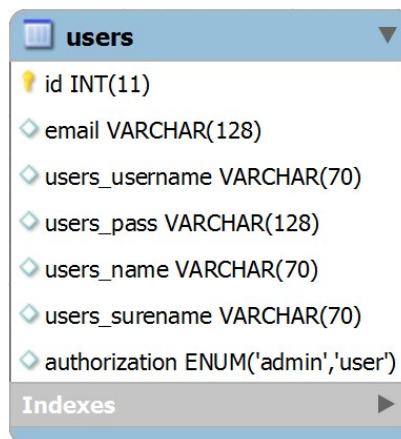 users
id INT(11)
email VARCHAR(128)
users_username VARCHAR(70)
users_pass VARCHAR(128)
users_name VARCHAR(70)
users_surename VARCHAR(70)
authorization ENUM('admin','user')
Indexes